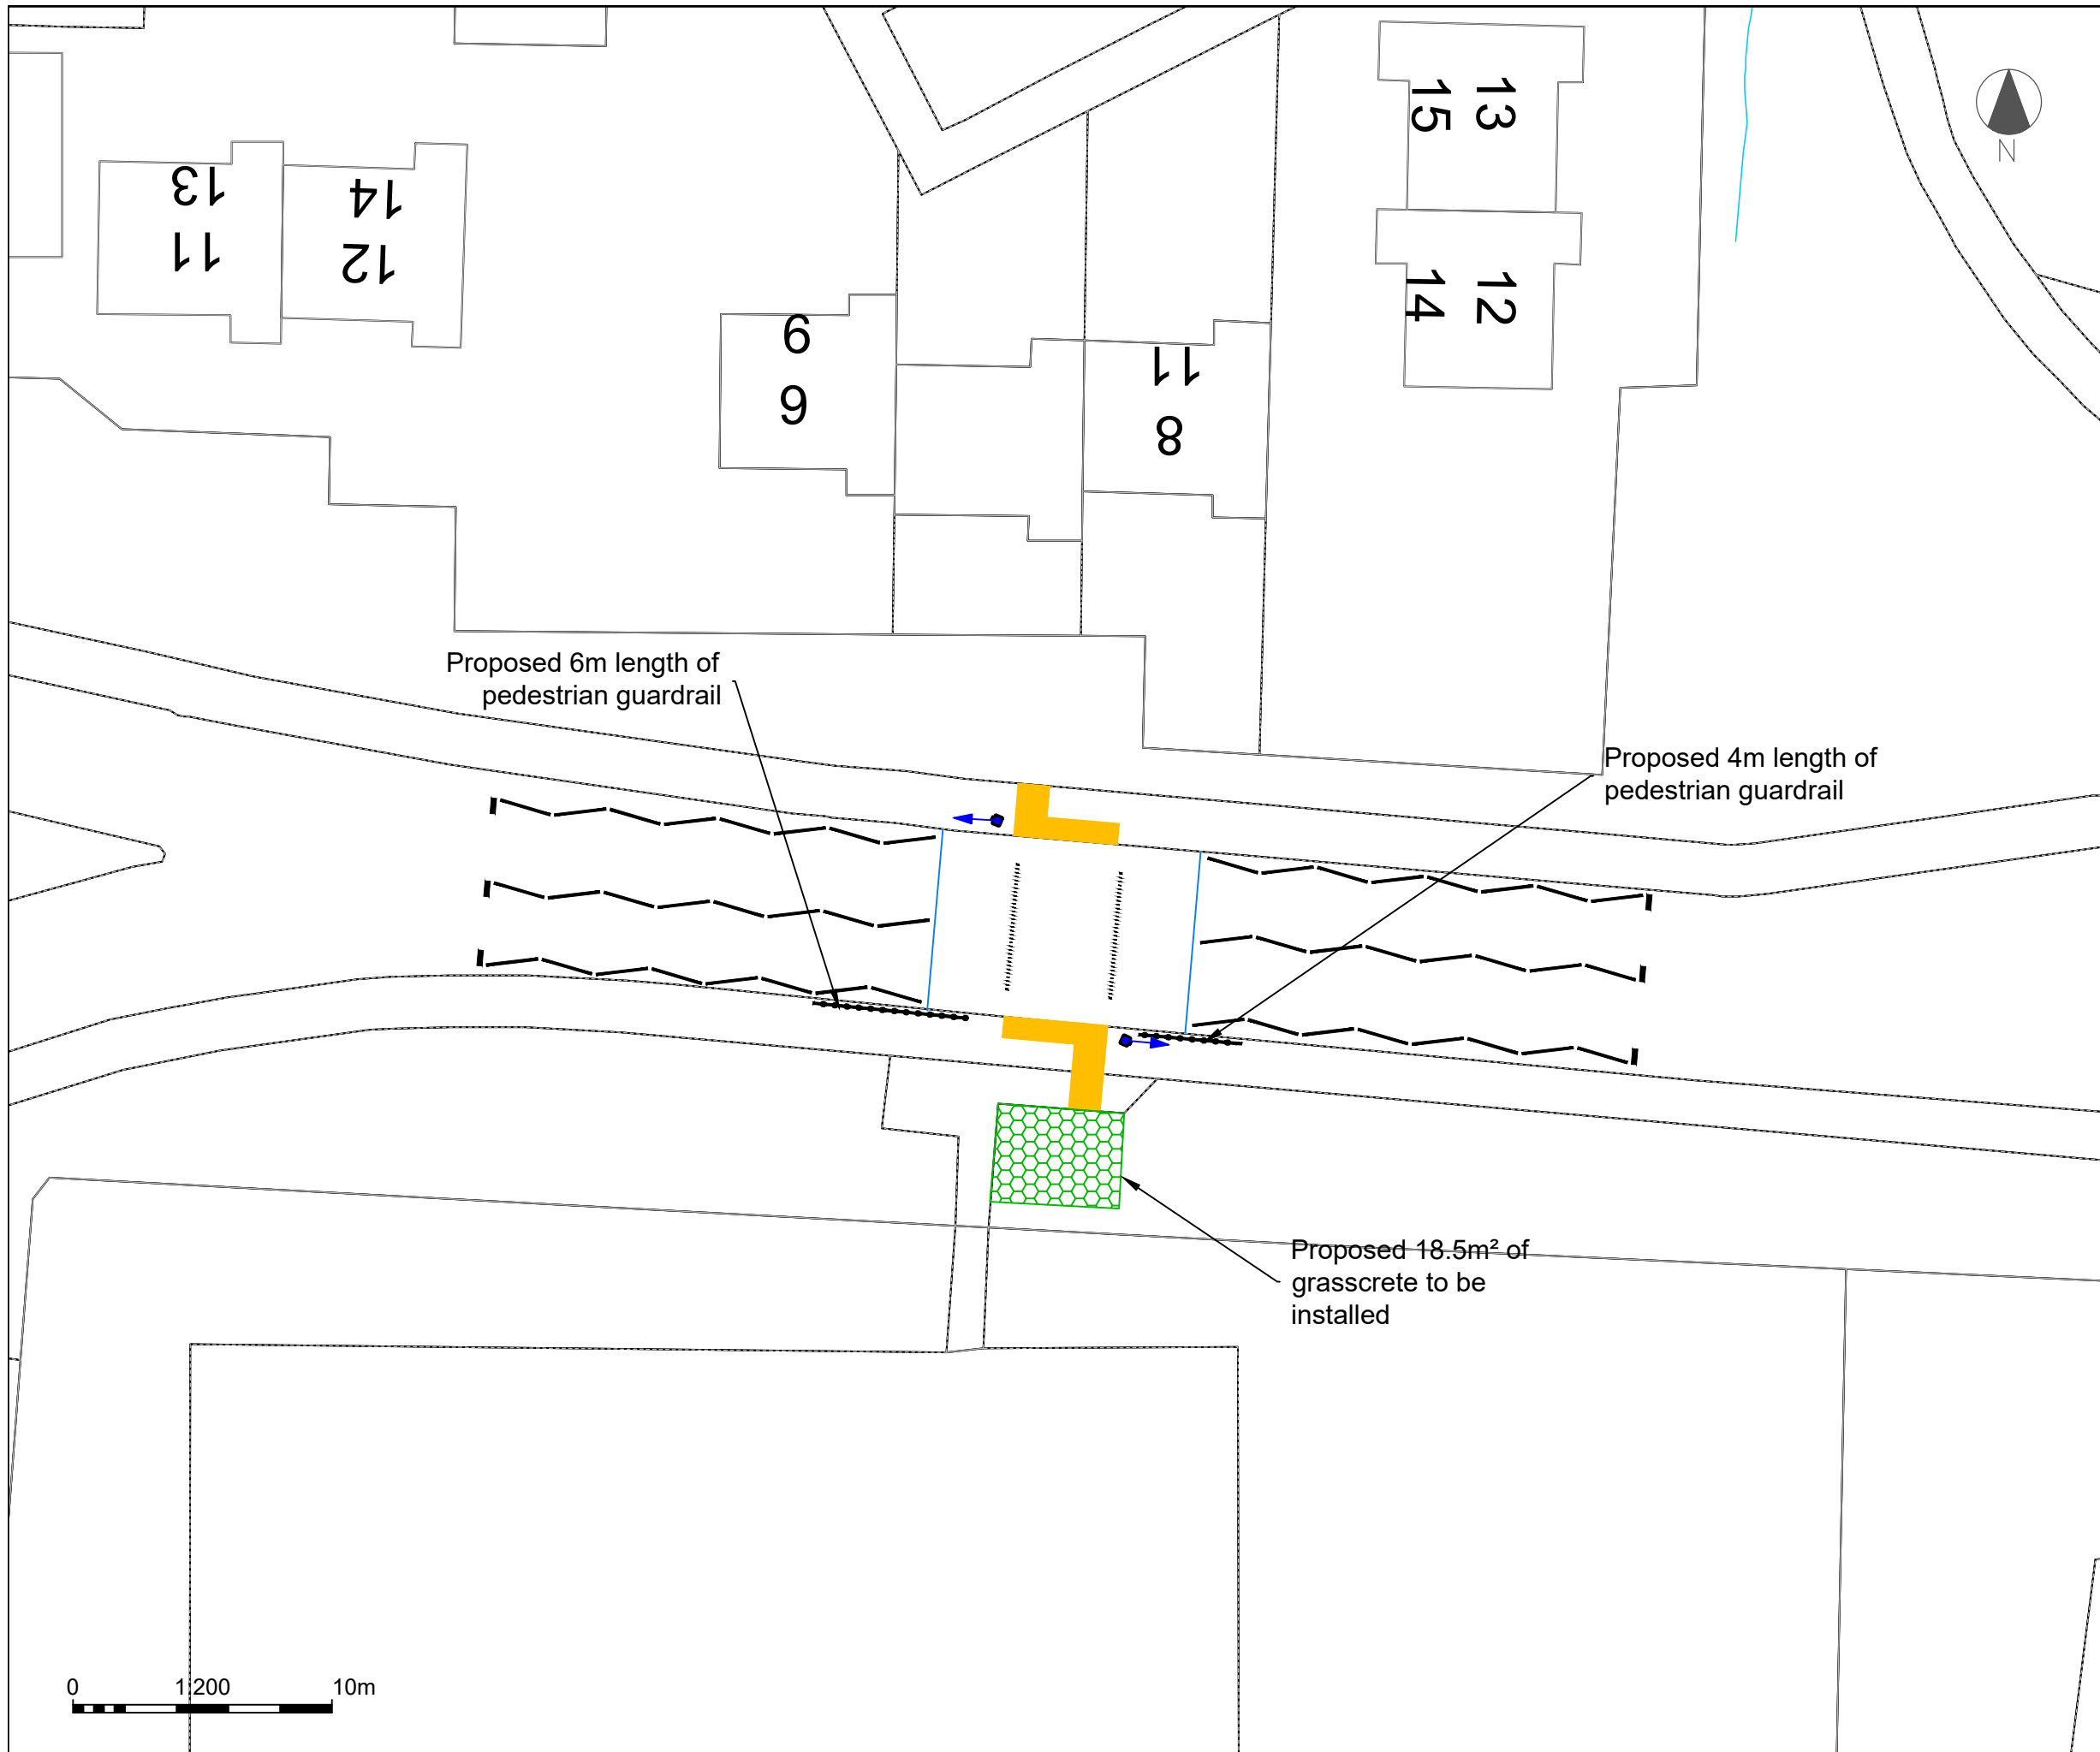 N
13
15
11
13
12
14
12
14
9
6
8
11
Proposed 6m length of
pedestrian guardrail
Proposed 4m length of
pedestrian guardrail
Proposed 18.5m² of
grasscrete to be
installed
0 1:200 10m